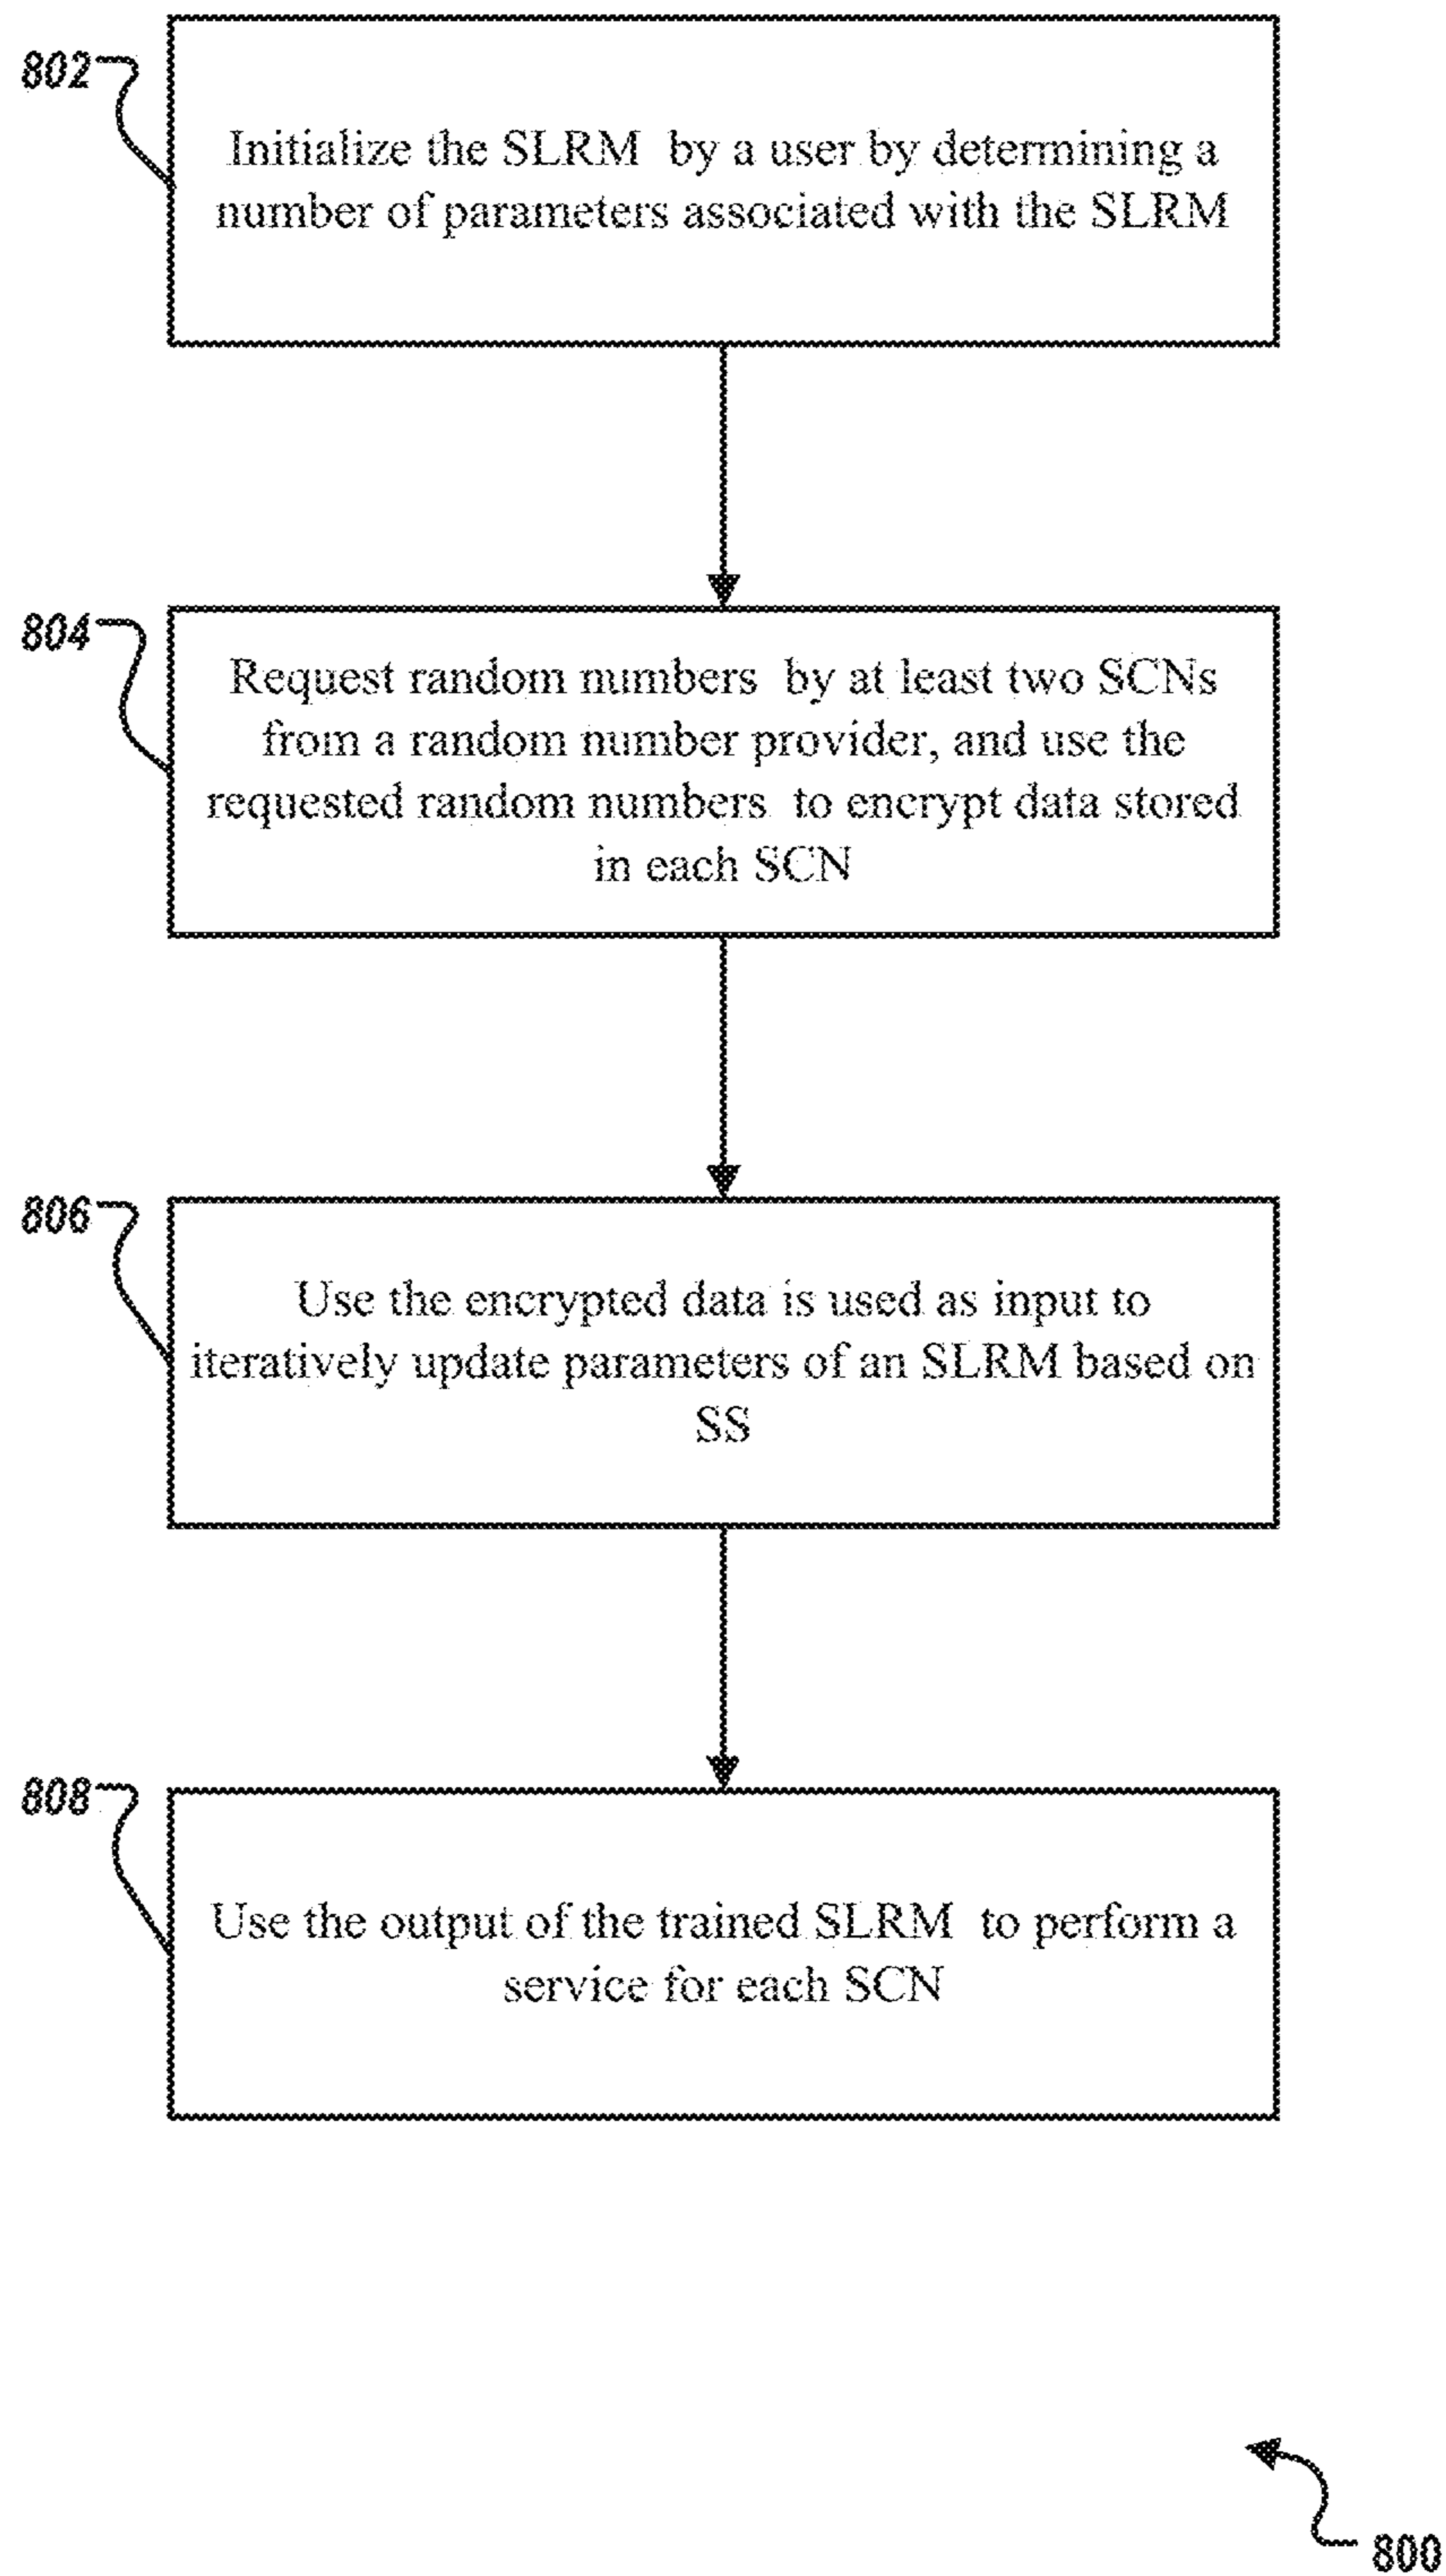 802
Initialize the SLRM by a user by determining a
number of parameters associated with the SLRM
804
Request random numbers by at least two SCNs
from a random number provider, and use the
requested random numbers to encrypt data stored
in each SCN
806
Use the encrypted data is used as input to
iteratively update parameters of an SLRM based on
SS
808
Use the output of the trained SLRM to perform a
service for each SCN
800